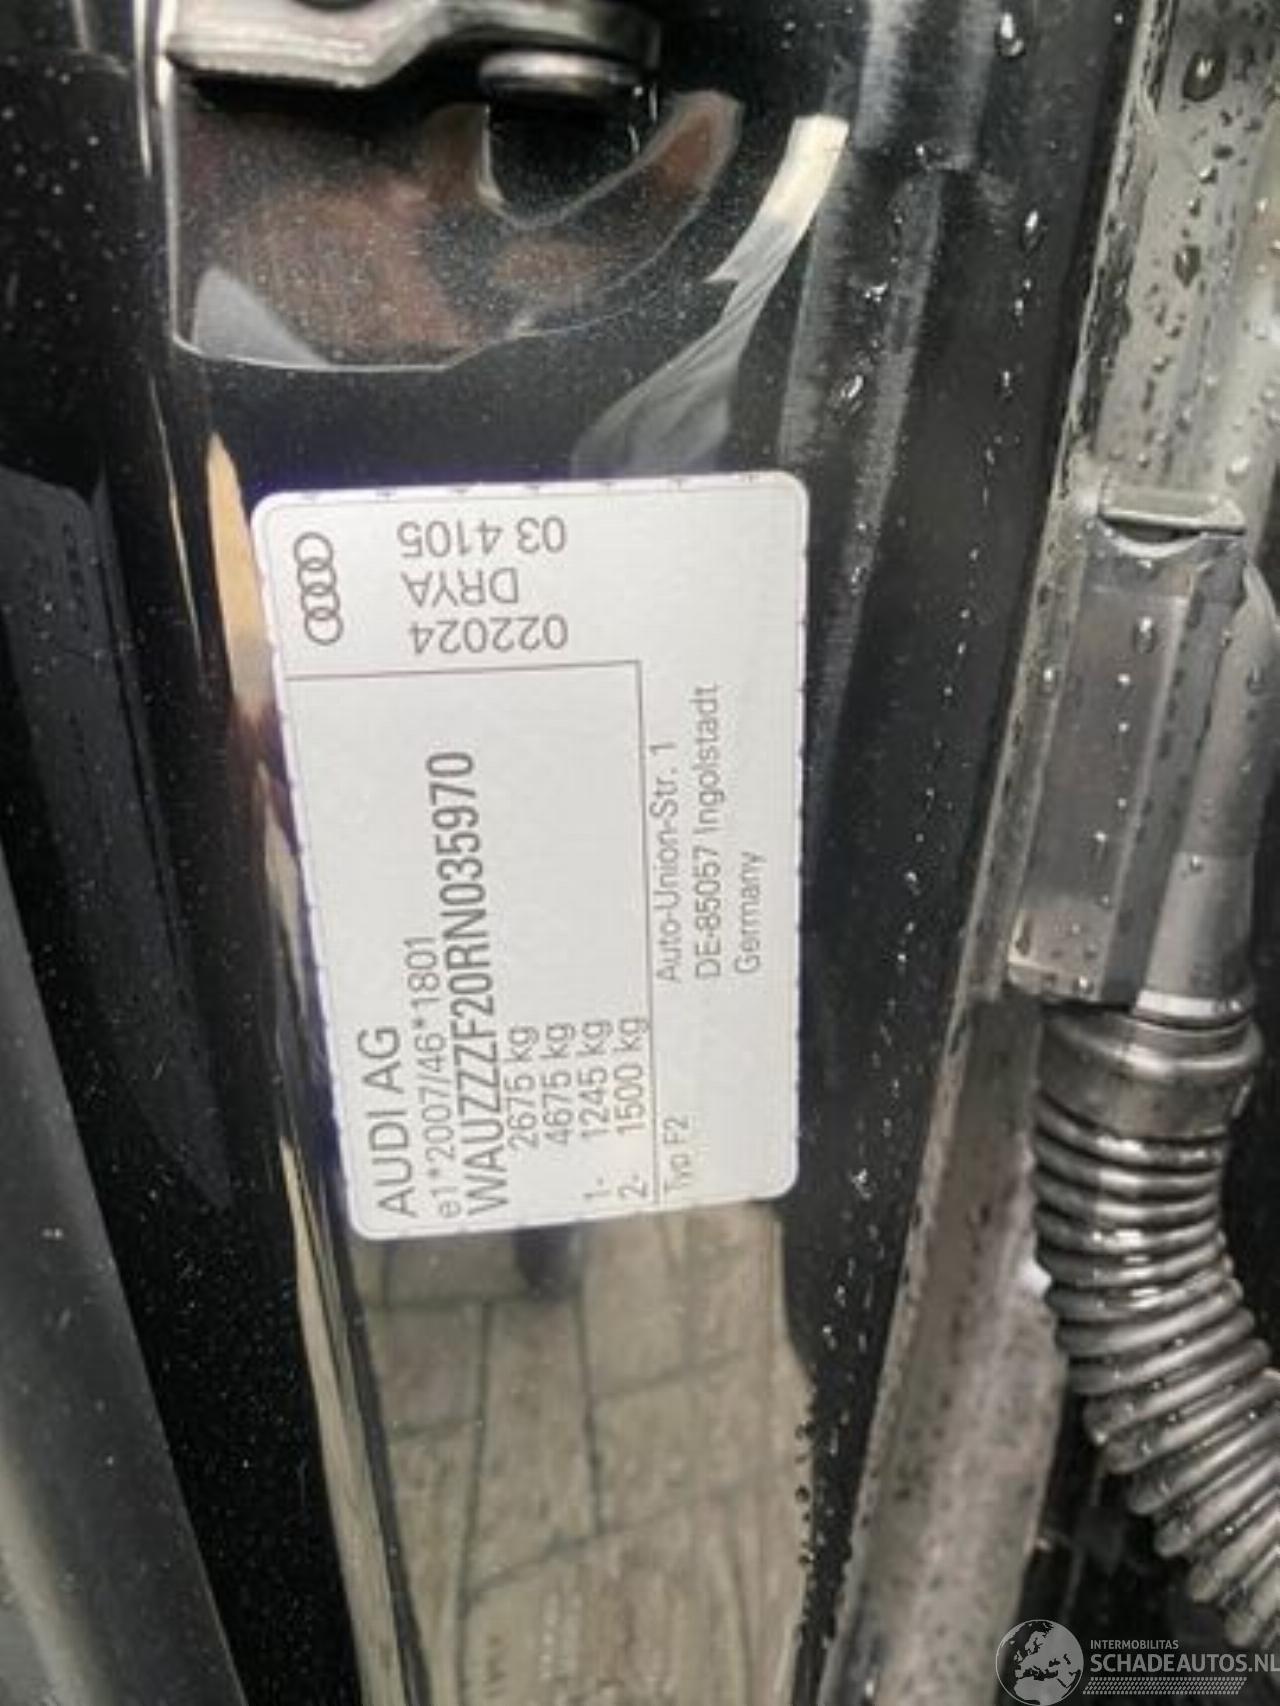 AUDI AG
e1*2007/46*1801
WAUZZZF20RN035970
2675 kg
4675 kg
1- 1245 kg
2- 1500 kg
Typ F2
Auto-Union-Str. 1
DE-85057 Ingolstadt
Germany
03 4105
DRYA
022024
INTERMOBILITAS
SCHADEAUTOS.NL